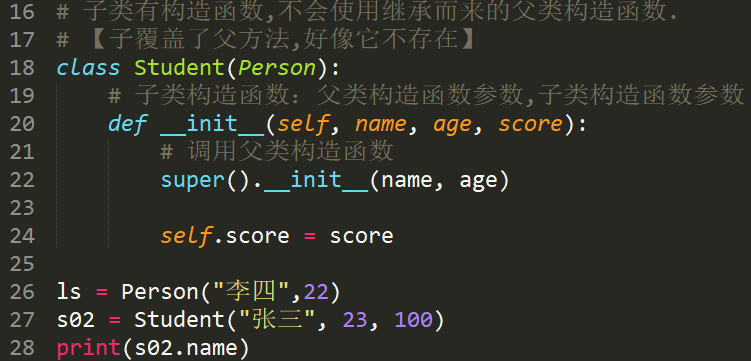 16 # 子类有构造函数,不会使用继承而来的父类构造函数.
17 # 【子覆盖了父方法,好像它不存在】
18 class Student(Person):
19     # 子类构造函数: 父类构造函数参数,子类构造函数参数
20     def __init__(self, name, age, score):
21         # 调用父类构造函数
22         super().__init__(name, age)
23
24         self.score = score
25
26 ls = Person("李四",22)
27 s02 = Student("张三", 23, 100)
28 print(s02.name)